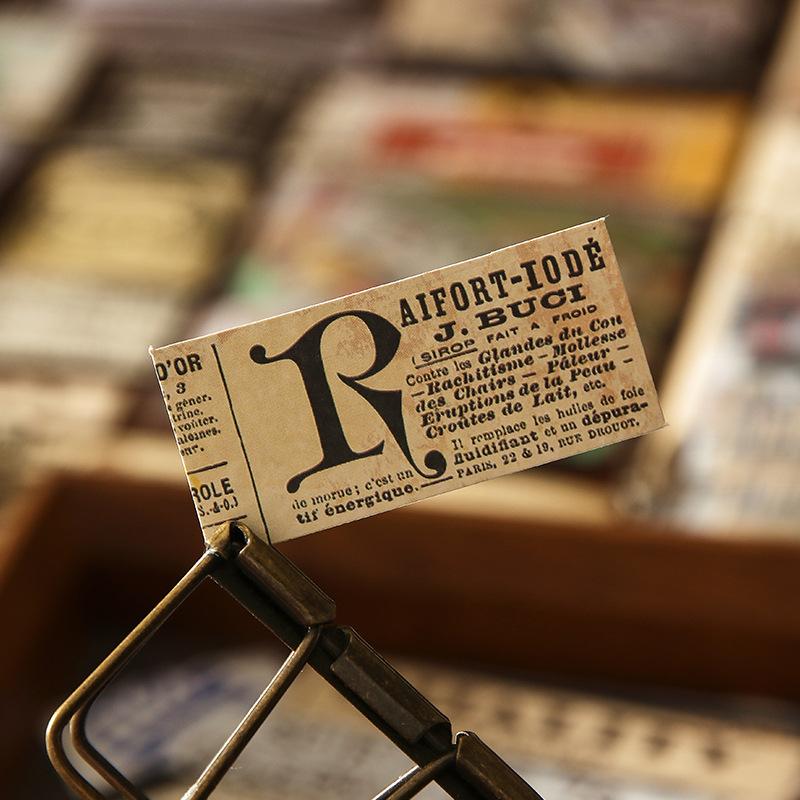 D'OR
, 3
gêner.
trine.
RAIFORT-IODÉ
J. BUCI
(SIROP FAIT A FROID
Contre les Glandes du Cou
– Rachitisme – Mollesse
des Chairs – Pâleur –
Eruptions de la Peau –
Croûtes de Lait, etc.
Il remplace les huiles de foie
de morue; c'est un fluidifiant et un dépura-
tif énergique. — PARIS, 22 & 19, RUE DROUOT.
ROLE
S.-&-O.)